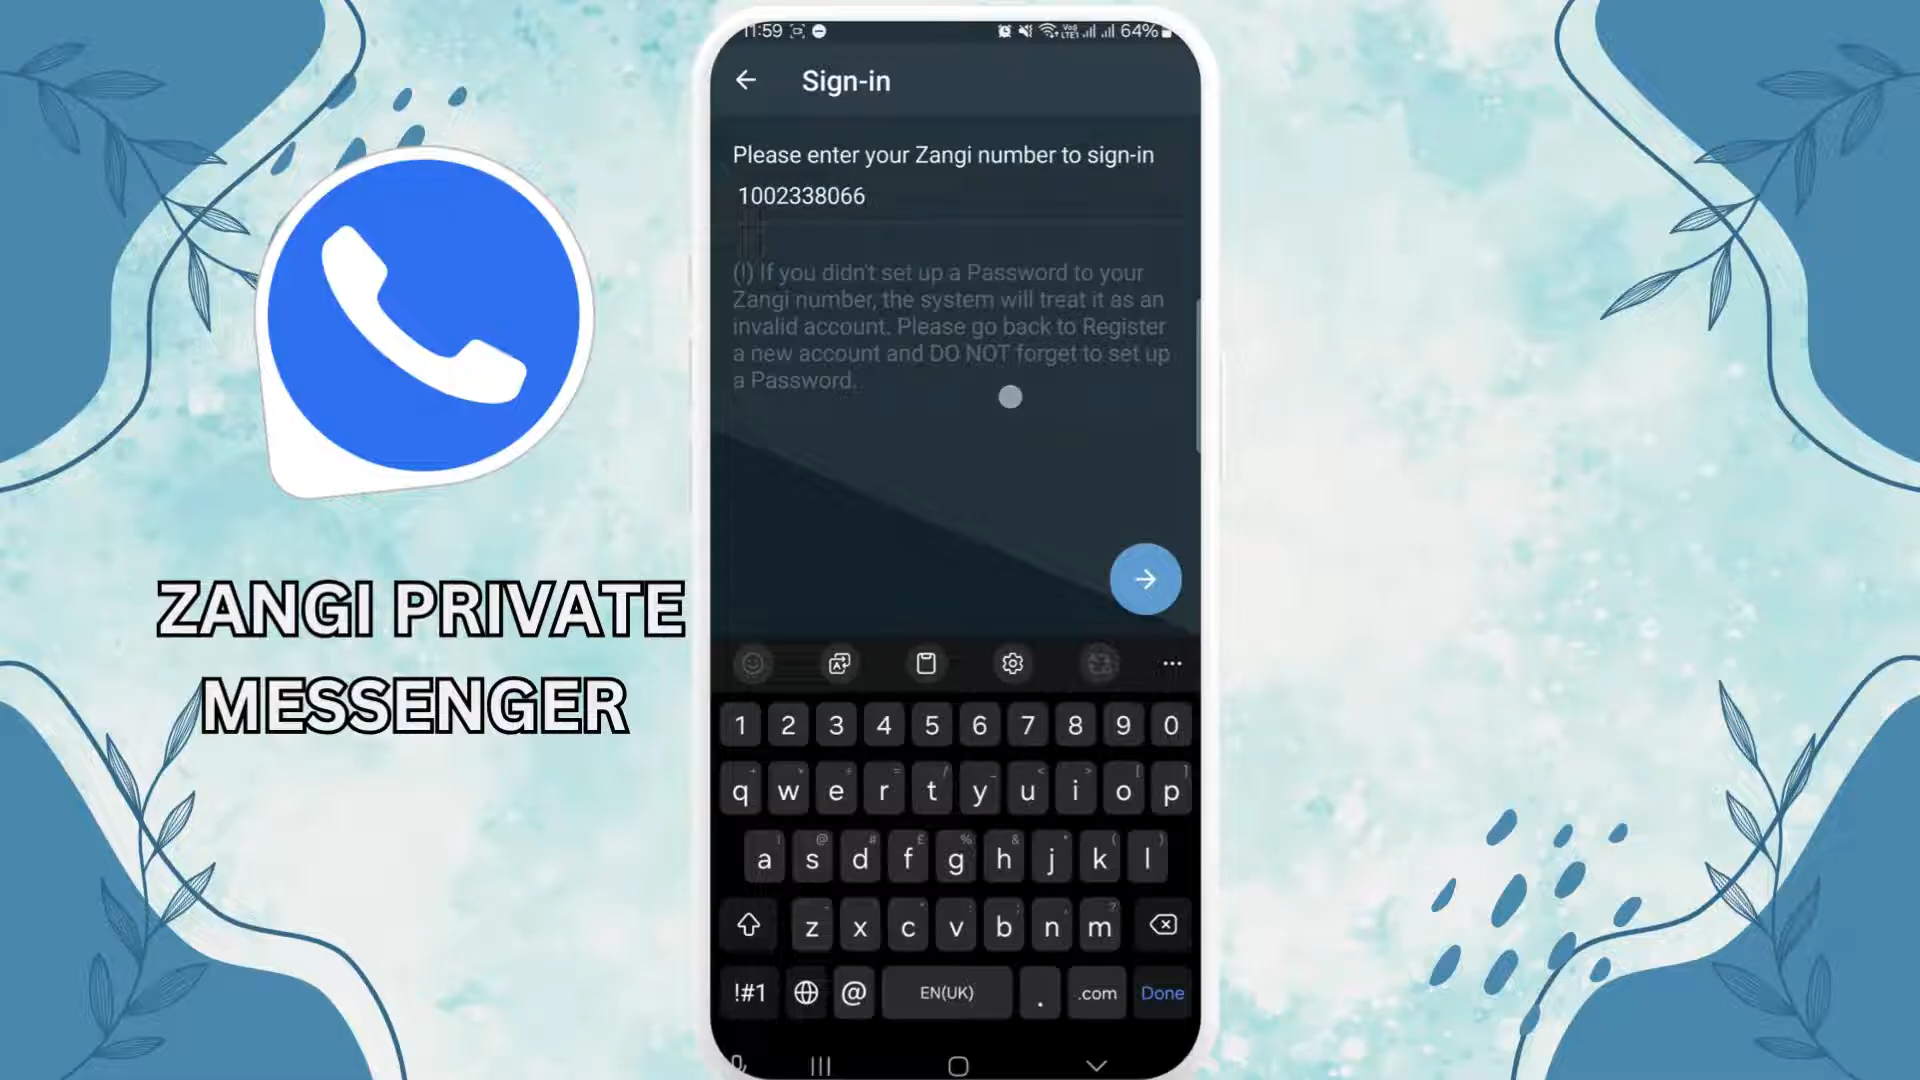 ZANGI PRIVATE
MESSENGER
11:59
64%
Sign-in
Please enter your Zangi number to sign-in
1002338066
(!) If you didn't set up a Password to your
Zangi number, the system will treat it as an
invalid account. Please go back to Register
a new account and DO NOT forget to set up
a Password.
1 2 3 4 5 6 7 8 9 0
q w e r t y u i o p
a s d f g h j k l
z x c v b n m
!#1 @ EN(UK) . .com Done